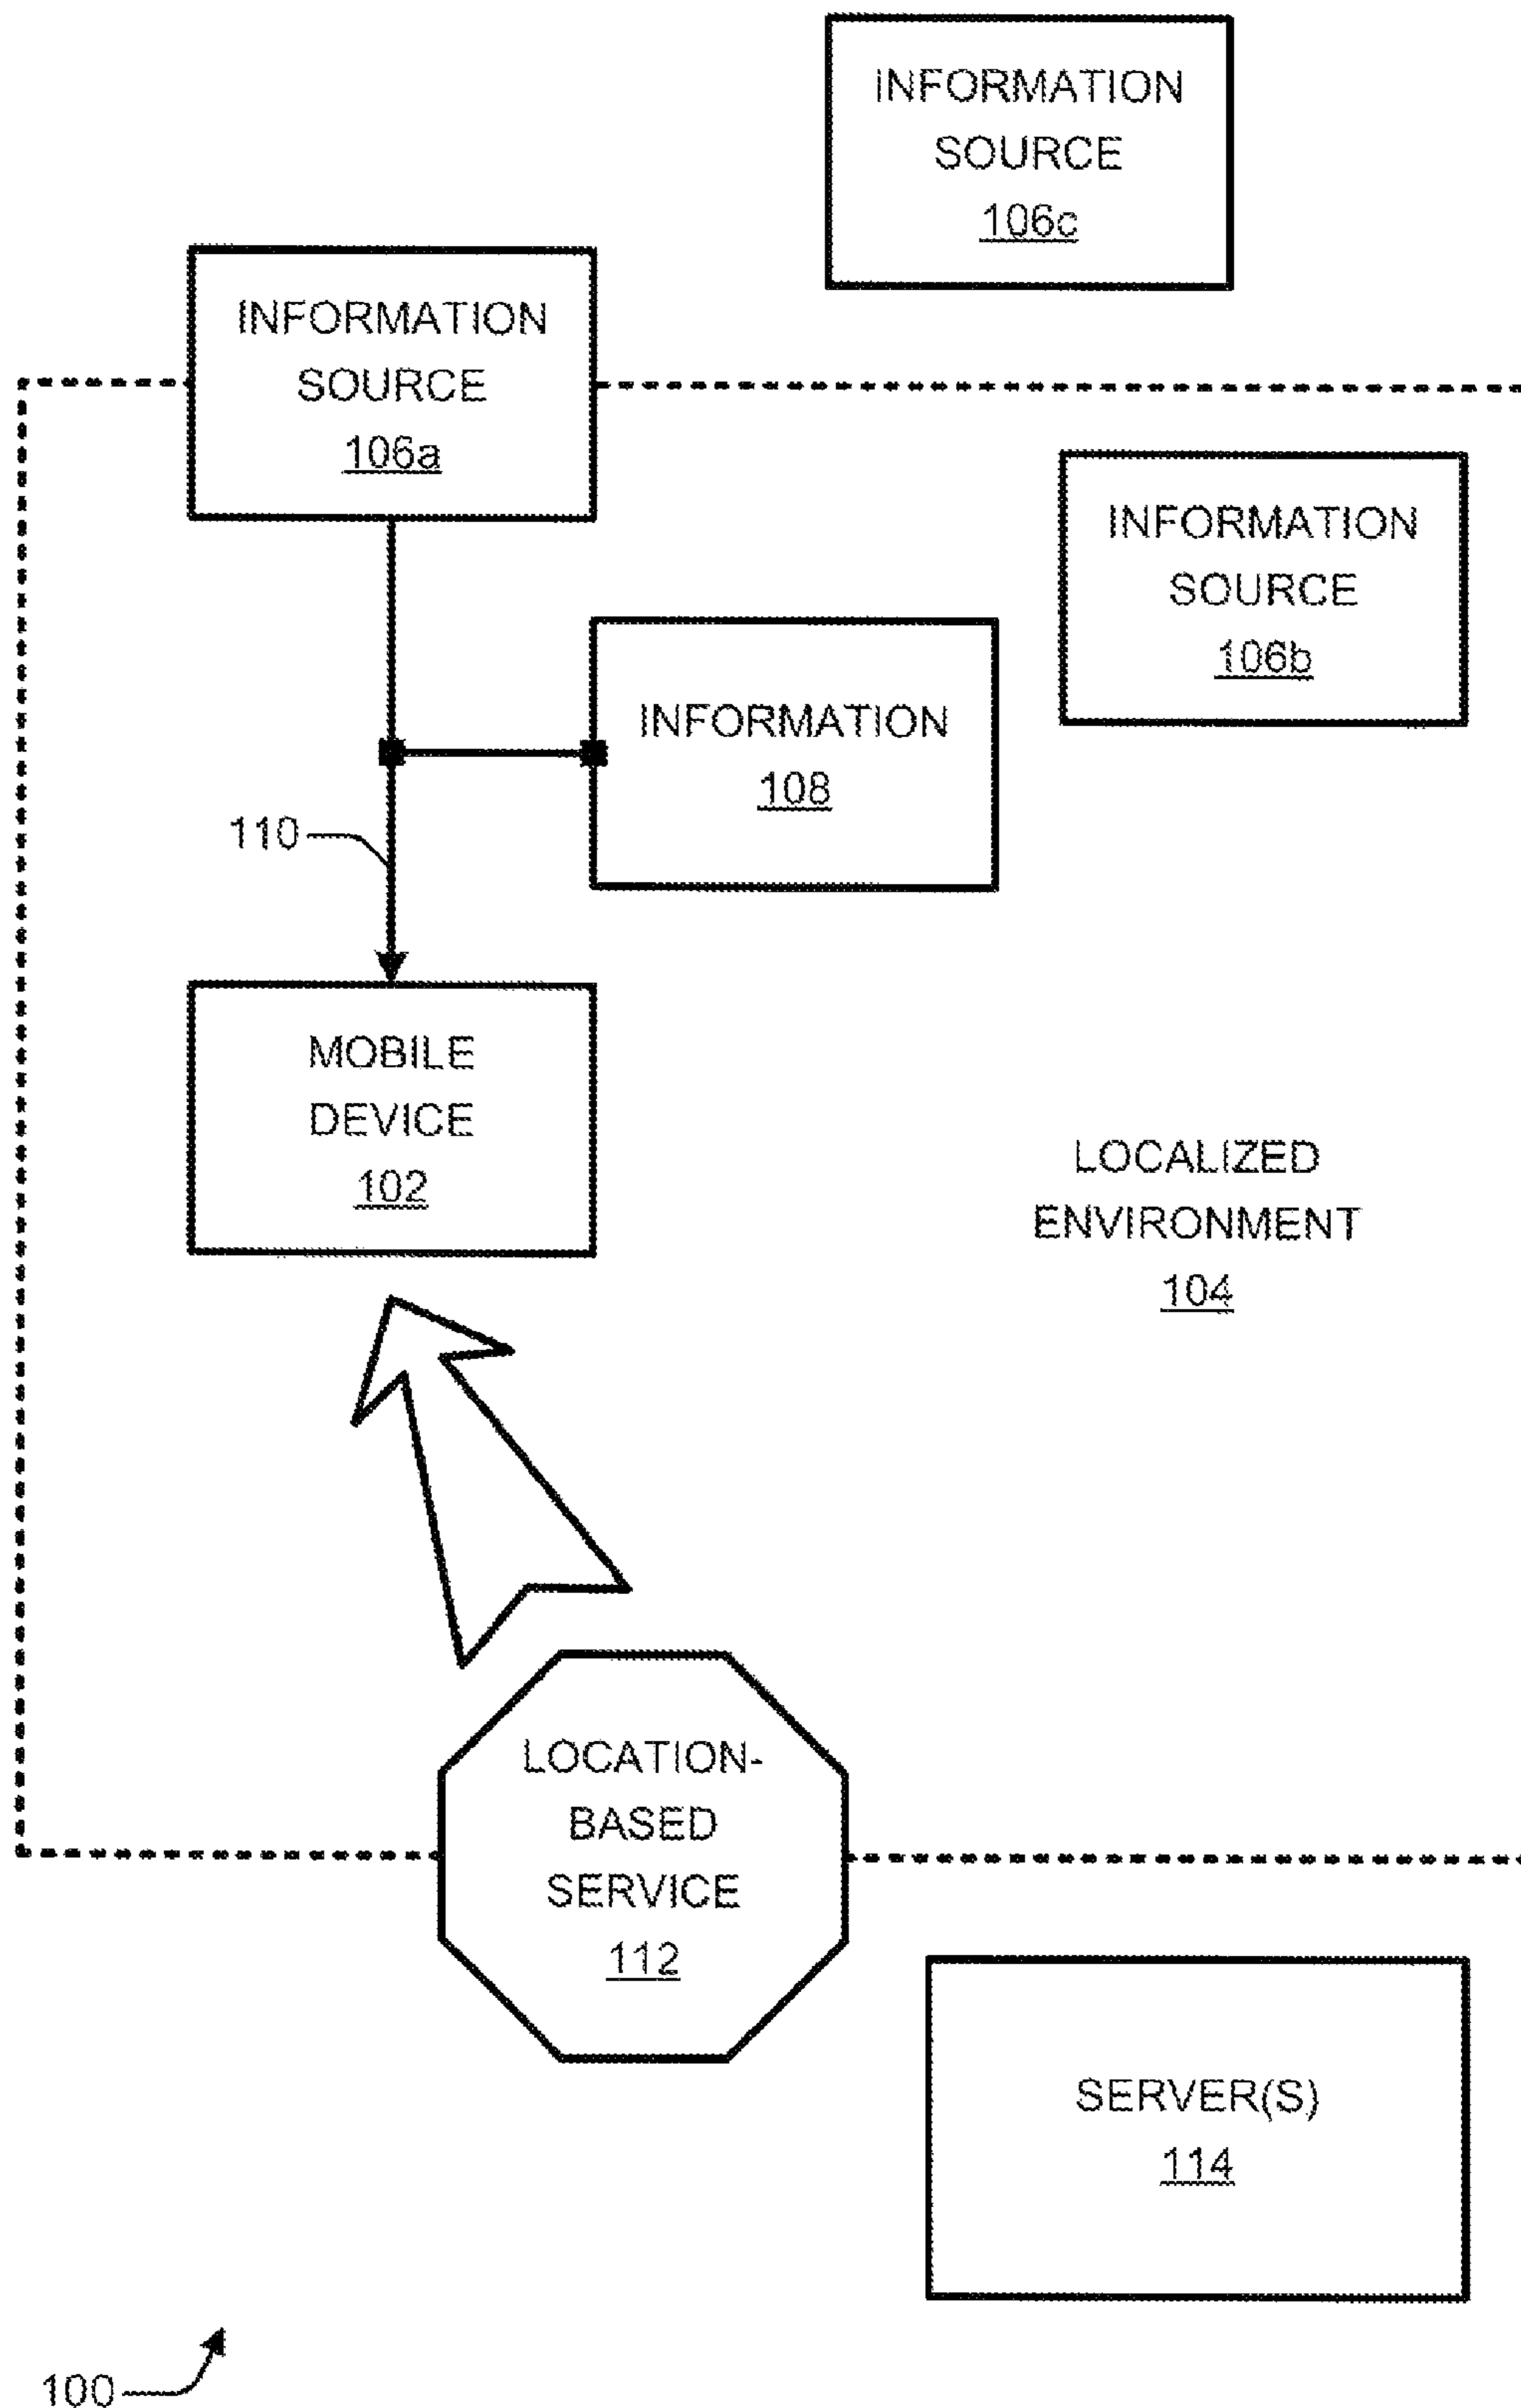 INFORMATION
SOURCE
106c
INFORMATION
SOURCE
106a
INFORMATION
SOURCE
106b
INFORMATION
108
110
MOBILE
DEVICE
102
LOCALIZED
ENVIRONMENT
104
LOCATION-
BASED
SERVICE
112
SERVER(S)
114
100